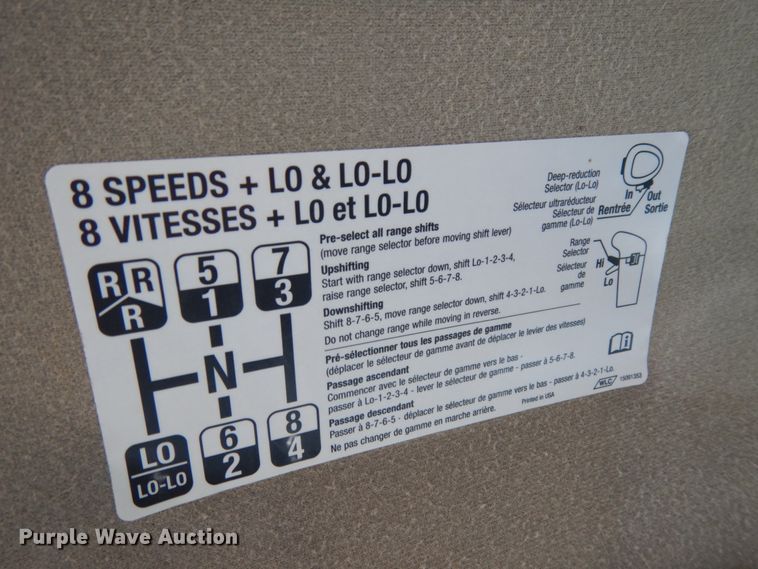 8 SPEEDS + LO & LO-LO
8 VITESSES + LO et LO-LO
R R
R
5
1
7
3
N
LO
LO-LO
6
2
8
4
Pre-select all range shifts
(move range selector before moving shift lever)
Upshifting
Start with range selector down, shift Lo-1-2-3-4,
raise range selector, shift 5-6-7-8.
Downshifting
Shift 8-7-6-5, move range selector down, shift 4-3-2-1-Lo.
Do not change range while moving in reverse.
Pré-sélectionner tous les passages de gamme
(déplacer le sélecteur de gamme avant de déplacer le levier des vitesses)
Passage ascendant
Commencer avec le sélecteur de gamme vers le bas -
passer à Lo-1-2-3-4 - lever le sélecteur de gamme - passer à 5-6-7-8.
Passage descendant
Passer à 8-7-6-5 - déplacer le sélecteur de gamme vers le bas - passer à 4-3-2-1-Lo.
Ne pas changer de gamme en marche arrière.
Deep-reduction
Selector (Lo-Lo)
Sélecteur ultraréducteur
Sélecteur de
gamme (Lo-Lo)
In Out
Rentrée Sortie
Range
Selector
Sélecteur
de
gamme
Hi
Lo
i
Printed in USA
WLC 15061353
Purple Wave Auction